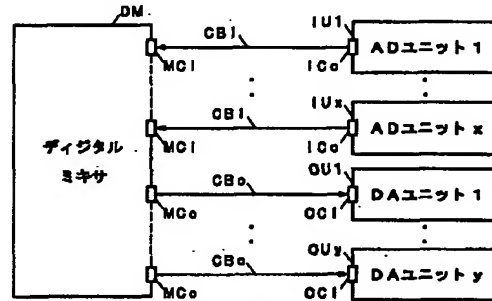 DM
IU1
CBi
MCi
ICo
ADユニット1
IUx
CBi
MCi
ICo
ADユニットx
ディジタル
ミキサ
OU1
CBo
MCo
OCi
DAユニット1
OUy
CBo
MCo
OCi
DAユニットy